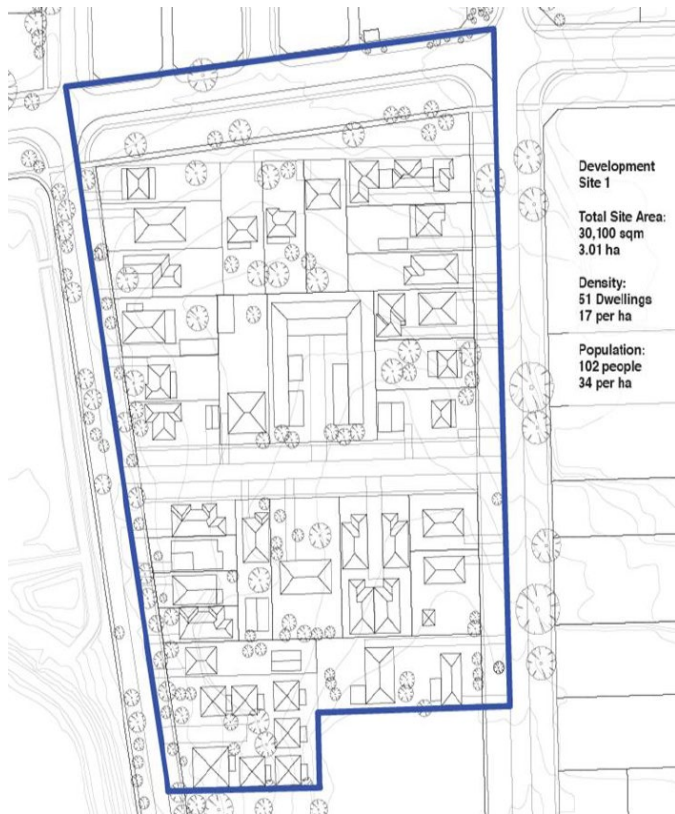 Development
Site 1
Total Site Area:
30,100 sqm
3.01 ha
Density:
51 Dwellings
17 per ha
Population:
102 people
34 per ha